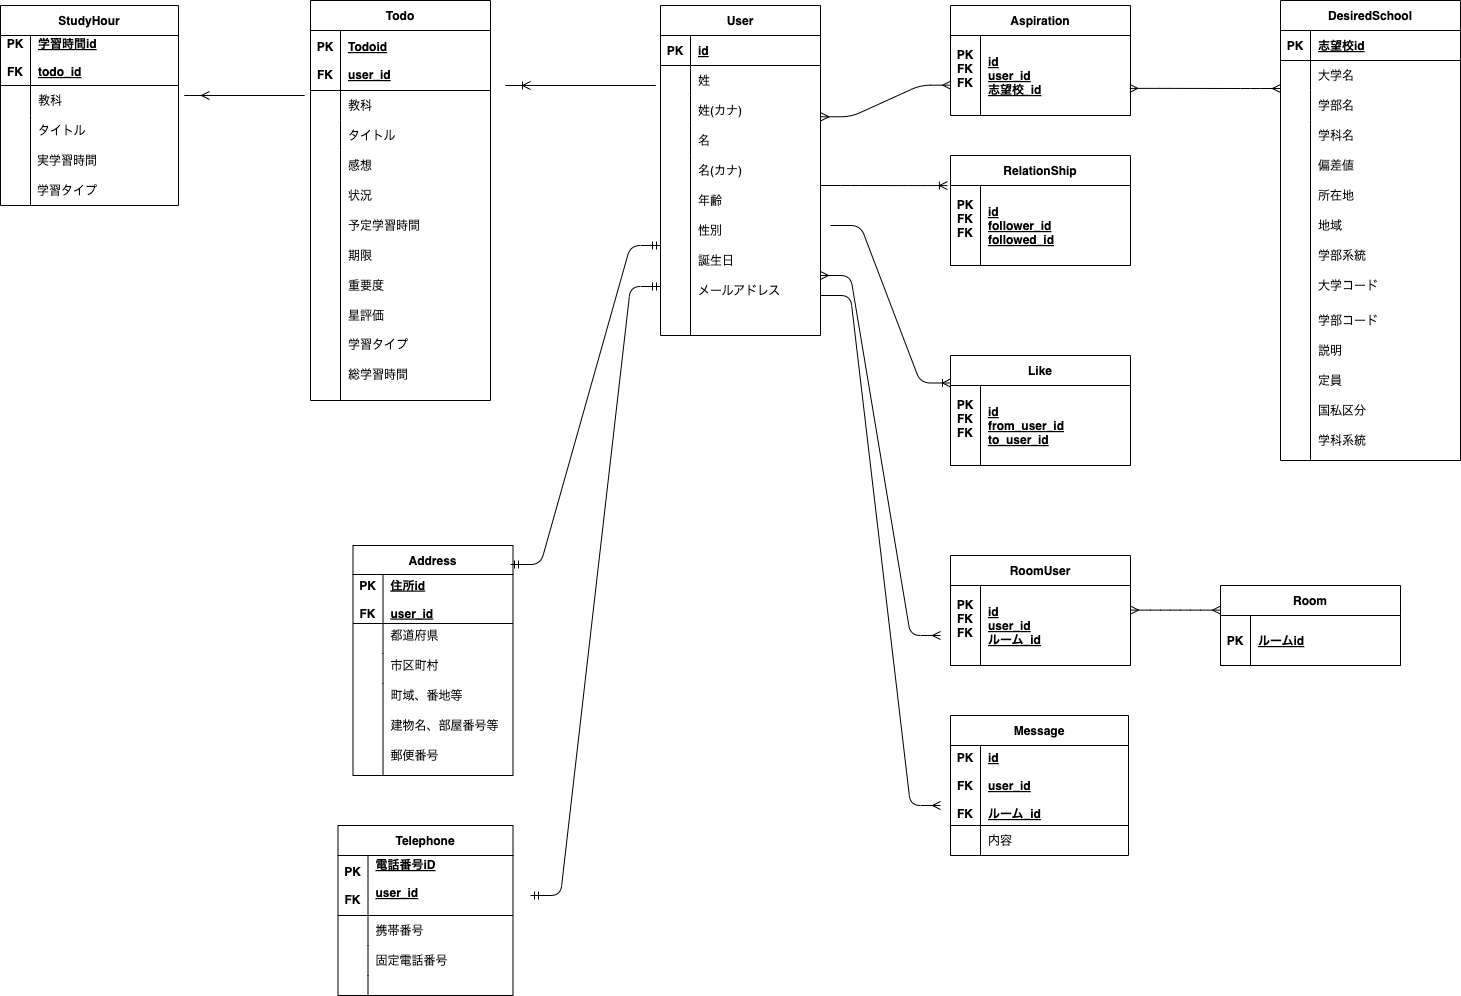 StudyHour
PK 学習時間id
FK todo_id
教科
タイトル
実学習時間
学習タイプ
Todo
PK Todoid
FK user_id
教科
タイトル
感想
状況
予定学習時間
期限
重要度
星評価
学習タイプ
総学習時間
User
PK id
姓
姓(カナ)
名
名(カナ)
年齢
性別
誕生日
メールアドレス
Aspiration
PK id
FK user_id
FK 志望校_id
DesiredSchool
PK 志望校id
大学名
学部名
学科名
偏差値
所在地
地域
学部系統
大学コード
学部コード
説明
定員
国私区分
学科系統
RelationShip
PK id
FK follower_id
FK followed_id
Like
PK id
FK from_user_id
FK to_user_id
Address
PK 住所id
FK user_id
都道府県
市区町村
町域、番地等
建物名、部屋番号等
郵便番号
RoomUser
PK id
FK user_id
FK ルーム_id
Room
PK ルームid
Message
PK id
FK user_id
FK ルーム_id
内容
Telephone
PK 電話番号iD
FK user_id
携帯番号
固定電話番号